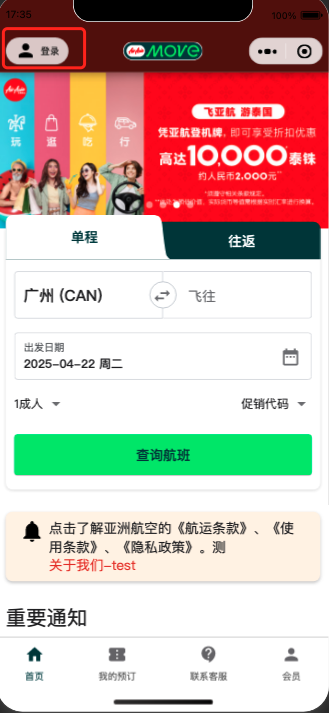 17:35
100%
登录
AirAsia MOVE
AirAsia
飞亚航 游泰国
玩
逛
吃
行
凭亚航登机牌，即可享受折扣优惠
高达10,000泰铢
约人民币2,000元
单程
往返
广州 (CAN)
飞往
出发日期
2025-04-22 周二
1成人
促销代码
查询航班
点击了解亚洲航空的《航运条款》、《使
用条款》、《隐私政策》。测
关于我们-test
重要通知
首页
我的预订
联系客服
会员